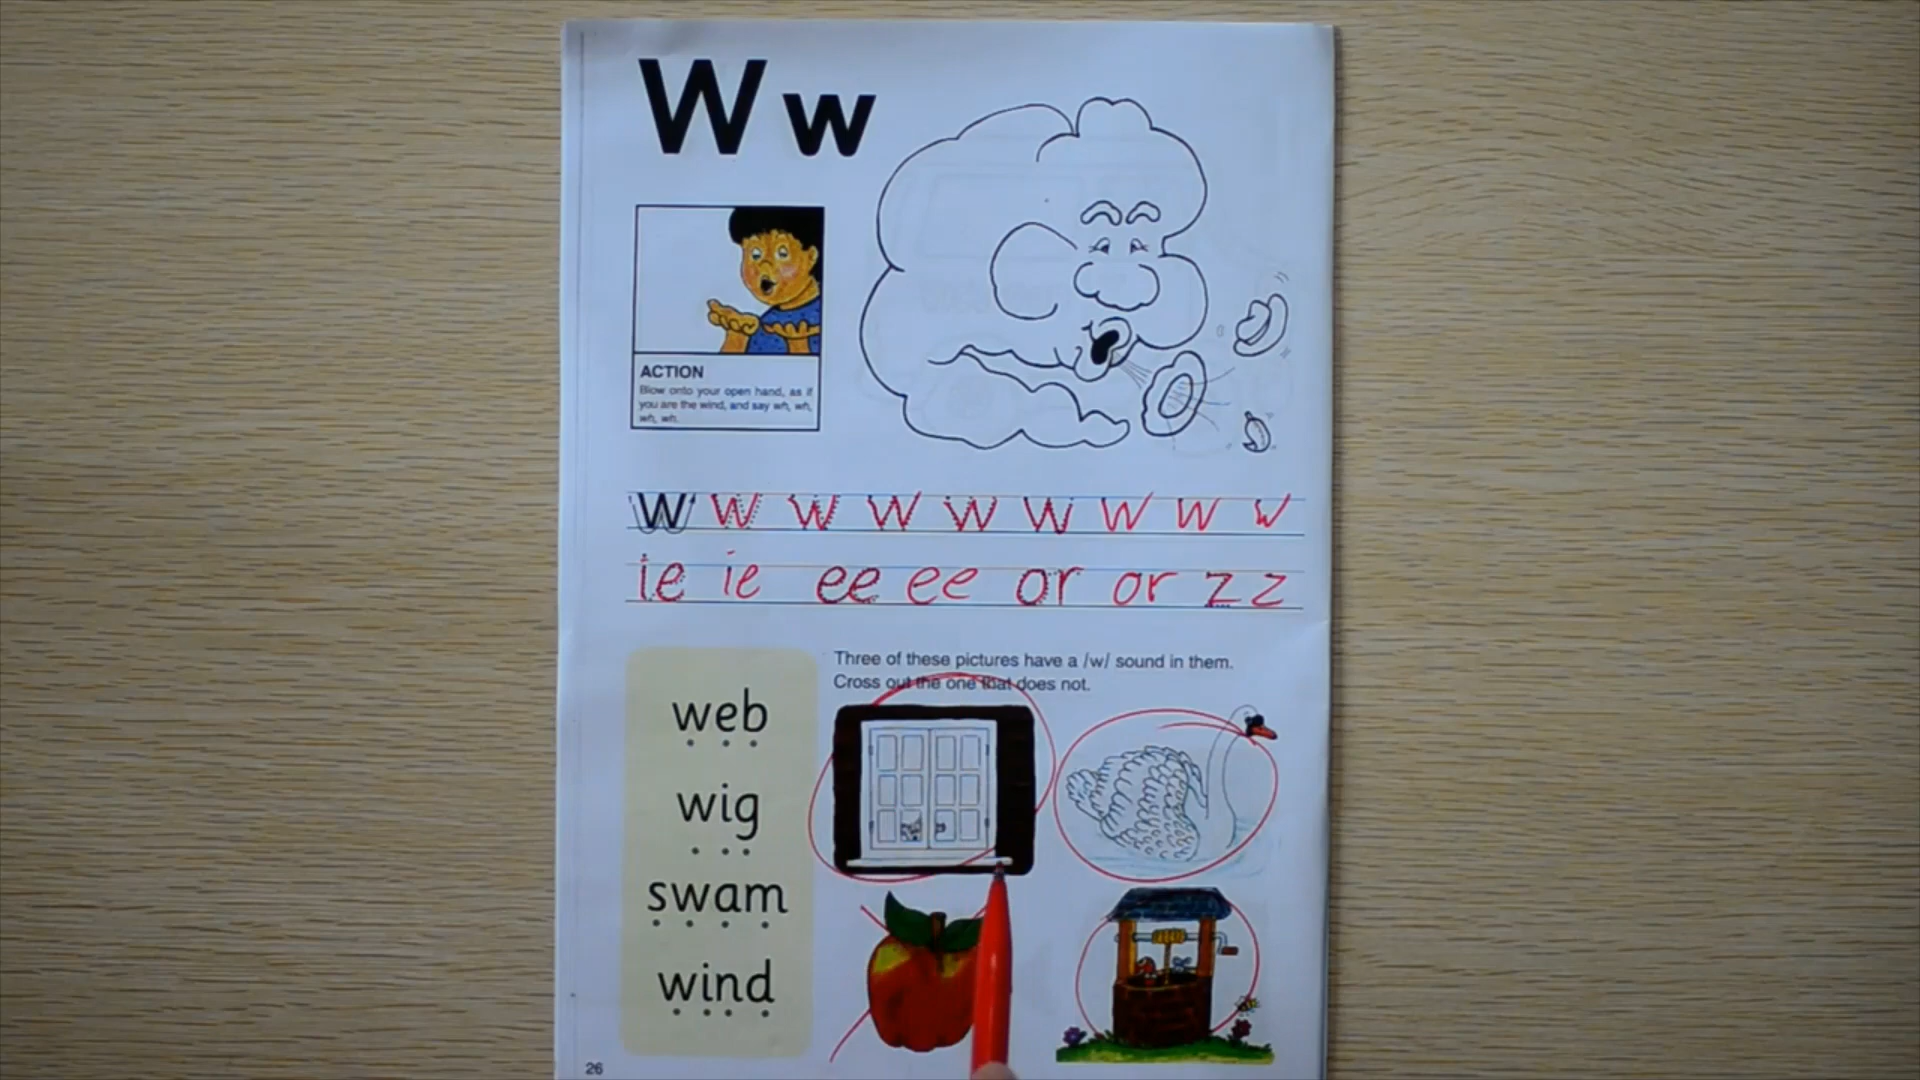 W w
ACTION
Blow onto your open hand, as if
you are the wind, and say wh, wh,
wh, wh.
w w w w w w w w w
ie ie ee ee or or z z
Three of these pictures have a /w/ sound in them.
Cross out the one that does not.
web
wig
swam
wind
26